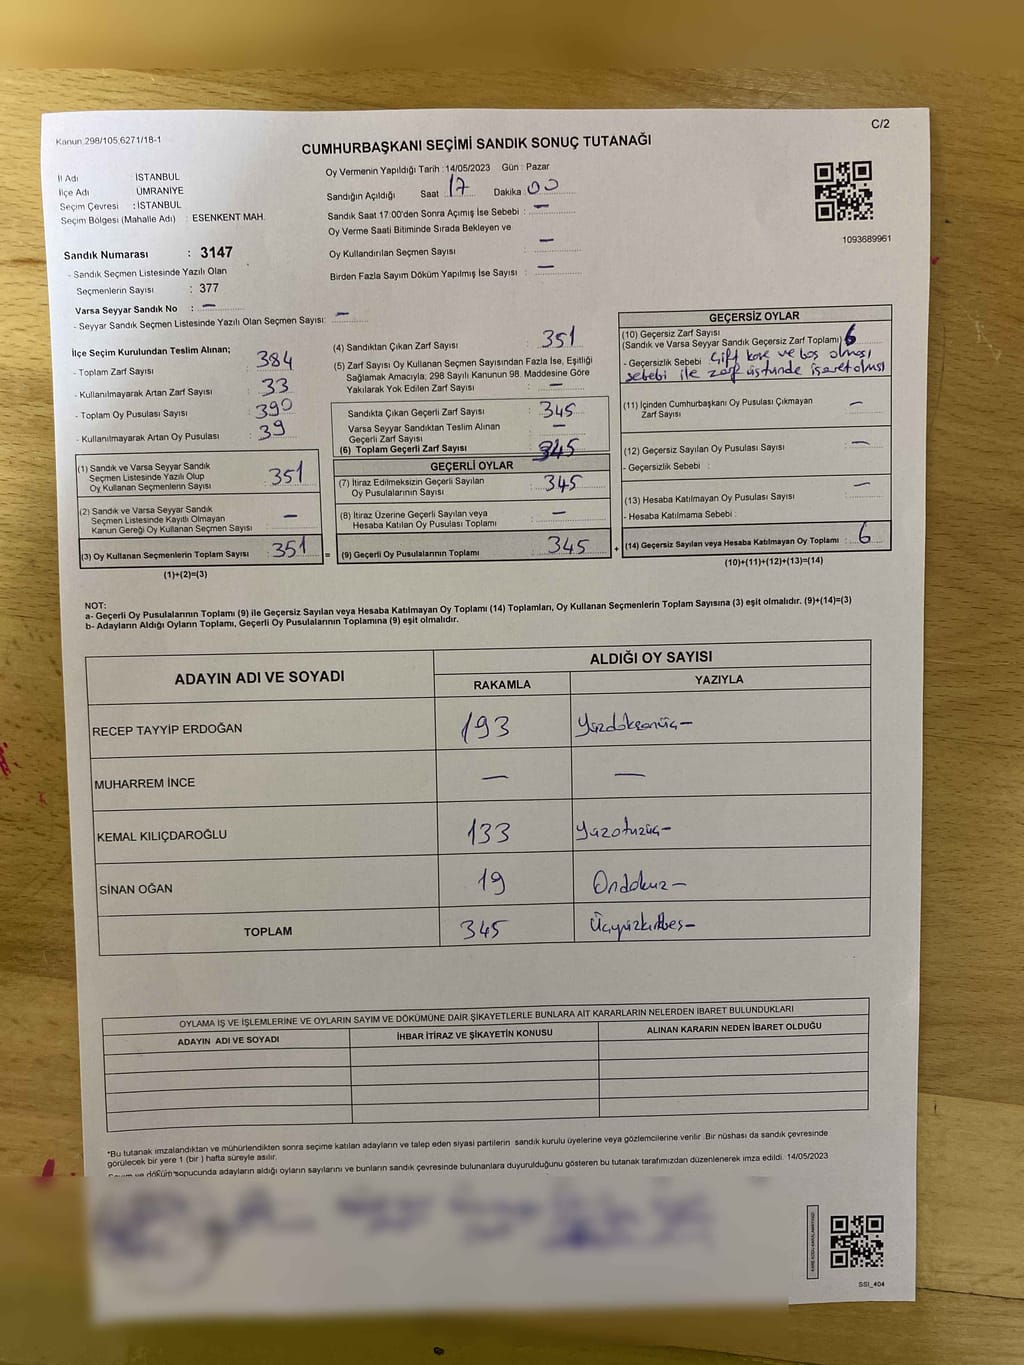 Kanun 298/105,6271/18-1
C/2
CUMHURBAŞKANI SEÇİMİ SANDIK SONUÇ TUTANAĞI
İl Adı : İSTANBUL
İlçe Adı ÜMRANİYE
Seçim Çevresi : İSTANBUL
Seçim Bölgesi (Mahalle Adı) : ESENKENT MAH.
Sandık Numarası : 3147
- Sandık Seçmen Listesinde Yazılı Olan
Seçmenlerin Sayısı : 377
Varsa Seyyar Sandık No : —
- Seyyar Sandık Seçmen Listesinde Yazılı Olan Seçmen Sayısı: —
Oy Vermenin Yapıldığı Tarih : 14/05/2023 Gün : Pazar
Sandığın Açıldığı Saat 17 Dakika 00
Sandık Saat 17:00'den Sonra Açımış İse Sebebi : —
Oy Verme Saati Bitiminde Sırada Bekleyen ve
Oy Kullandırılan Seçmen Sayısı : —
Birden Fazla Sayım Döküm Yapılmış İse Sayısı : —
1093689961
İlçe Seçim Kurulundan Teslim Alınan;
- Toplam Zarf Sayısı : 384
- Kullanılmayarak Artan Zarf Sayısı : 33
- Toplam Oy Pusulası Sayısı : 390
- Kullanılmayarak Artan Oy Pusulası : 39
(1) Sandık ve Varsa Seyyar Sandık
Seçmen Listesinde Yazılı Olup
Oy Kullanan Seçmenlerin Sayısı : 351
(2) Sandık ve Varsa Seyyar Sandık
Seçmen Listesinde Kayıtlı Olmayan
Kanun Gereği Oy Kullanan Seçmen Sayısı : —
(3) Oy Kullanan Seçmenlerin Toplam Sayısı : 351
(1)+(2)=(3)
(4) Sandıktan Çıkan Zarf Sayısı : 351
(5) Zarf Sayısı Oy Kullanan Seçmen Sayısından Fazla İse, Eşitliği
Sağlamak Amacıyla, 298 Sayılı Kanunun 98. Maddesine Göre
Yakılarak Yok Edilen Zarf Sayısı : —
Sandıkta Çıkan Geçerli Zarf Sayısı : 345
Varsa Seyyar Sandıktan Teslim Alınan
Geçerli Zarf Sayısı : —
(6) Toplam Geçerli Zarf Sayısı : 345
GEÇERLİ OYLAR
(7) İtiraz Edilmeksizin Geçerli Sayılan
Oy Pusulalarının Sayısı : 345
(8) İtiraz Üzerine Geçerli Sayılan veya
Hesaba Katılan Oy Pusulası Toplamı : —
= (9) Geçerli Oy Pusulalarının Toplamı : 345
GEÇERSİZ OYLAR
(10) Geçersiz Zarf Sayısı
(Sandık ve Varsa Seyyar Sandık Geçersiz Zarf Toplamı) 6
- Geçersizlik Sebebi Çift kaşe ve boş olması
sebebi ile zarf üstünde işaret olması
(11) İçinden Cumhurbaşkanı Oy Pusulası Çıkmayan
Zarf Sayısı : —
(12) Geçersiz Sayılan Oy Pusulası Sayısı : —
- Geçersizlik Sebebi :
(13) Hesaba Katılmayan Oy Pusulası Sayısı : —
- Hesaba Katılmama Sebebi :
+ (14) Geçersiz Sayılan veya Hesaba Katılmayan Oy Toplamı : 6
(10)+(11)+(12)+(13)=(14)
NOT:
a- Geçerli Oy Pusulalarının Toplamı (9) ile Geçersiz Sayılan veya Hesaba Katılmayan Oy Toplamı (14) Toplamları, Oy Kullanan Seçmenlerin Toplam Sayısına (3) eşit olmalıdır. (9)+(14)=(3)
b- Adayların Aldığı Oyların Toplamı, Geçerli Oy Pusulalarının Toplamına (9) eşit olmalıdır.
ADAYIN ADI VE SOYADI
ALDIĞI OY SAYISI
RAKAMLA YAZIYLA
RECEP TAYYİP ERDOĞAN 193 Yüzdoksanüç—
MUHARREM İNCE — —
KEMAL KILIÇDAROĞLU 133 Yüzotuzüç—
SİNAN OĞAN 19 Ondokuz—
TOPLAM 345 Üçyüzkırkbeş—
OYLAMA İŞ VE İŞLEMLERİNE VE OYLARIN SAYIM VE DÖKÜMÜNE DAİR ŞİKAYETLERLE BUNLARA AİT KARARLARIN NELERDEN İBARET BULUNDUKLARI
ADAYIN ADI VE SOYADI İHBAR İTİRAZ VE ŞİKAYETİN KONUSU ALINAN KARARIN NEDEN İBARET OLDUĞU
*Bu tutanak imzalandıktan ve mühürlendikten sonra seçime katılan adayların ve talep eden siyasi partilerin sandık kurulu üyelerine veya gözlemcilerine verilir .Bir nüshası da sandık çevresinde
görülecek bir yere 1 (bir ) hafta süreyle asılır.
Sayım ve döküm sonucunda adayların aldığı oyların sayılarını ve bunların sandık çevresinde bulunanlara duyurulduğunu gösteren bu tutanak tarafımızdan düzenlenerek imza edildi. 14/05/2023
SSI_404